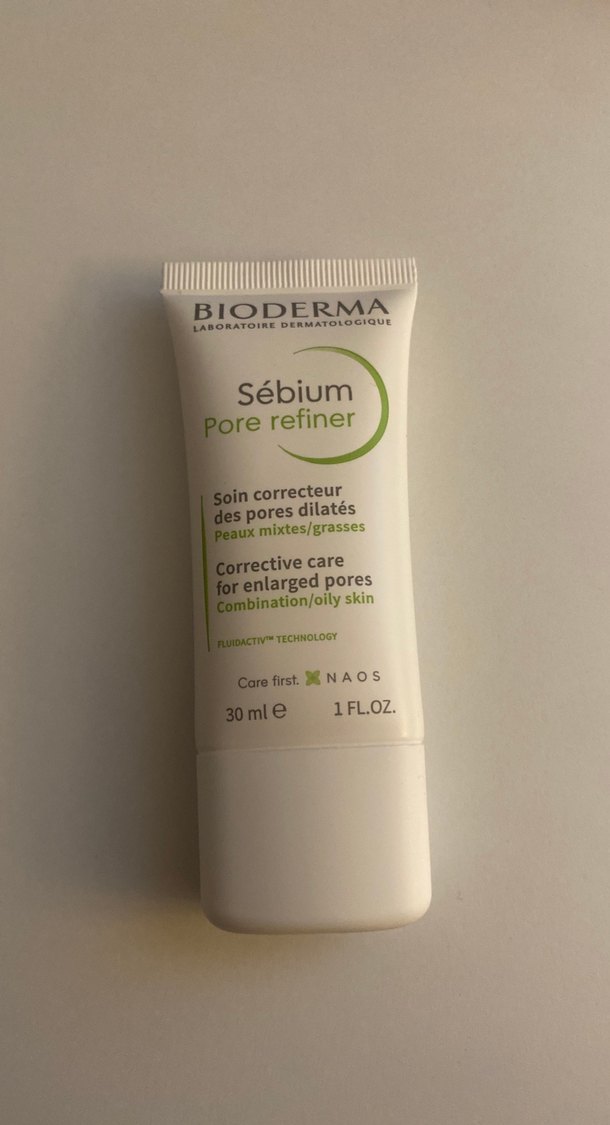 BIODERMA
LABORATOIRE DERMATOLOGIQUE
Sébium
Pore refiner
Soin correcteur
des pores dilatés
Peaux mixtes/grasses
Corrective care
for enlarged pores
Combination/oily skin
FLUIDACTIV™ TECHNOLOGY
Care first. NAOS
30 ml ℮ 1 FL.OZ.